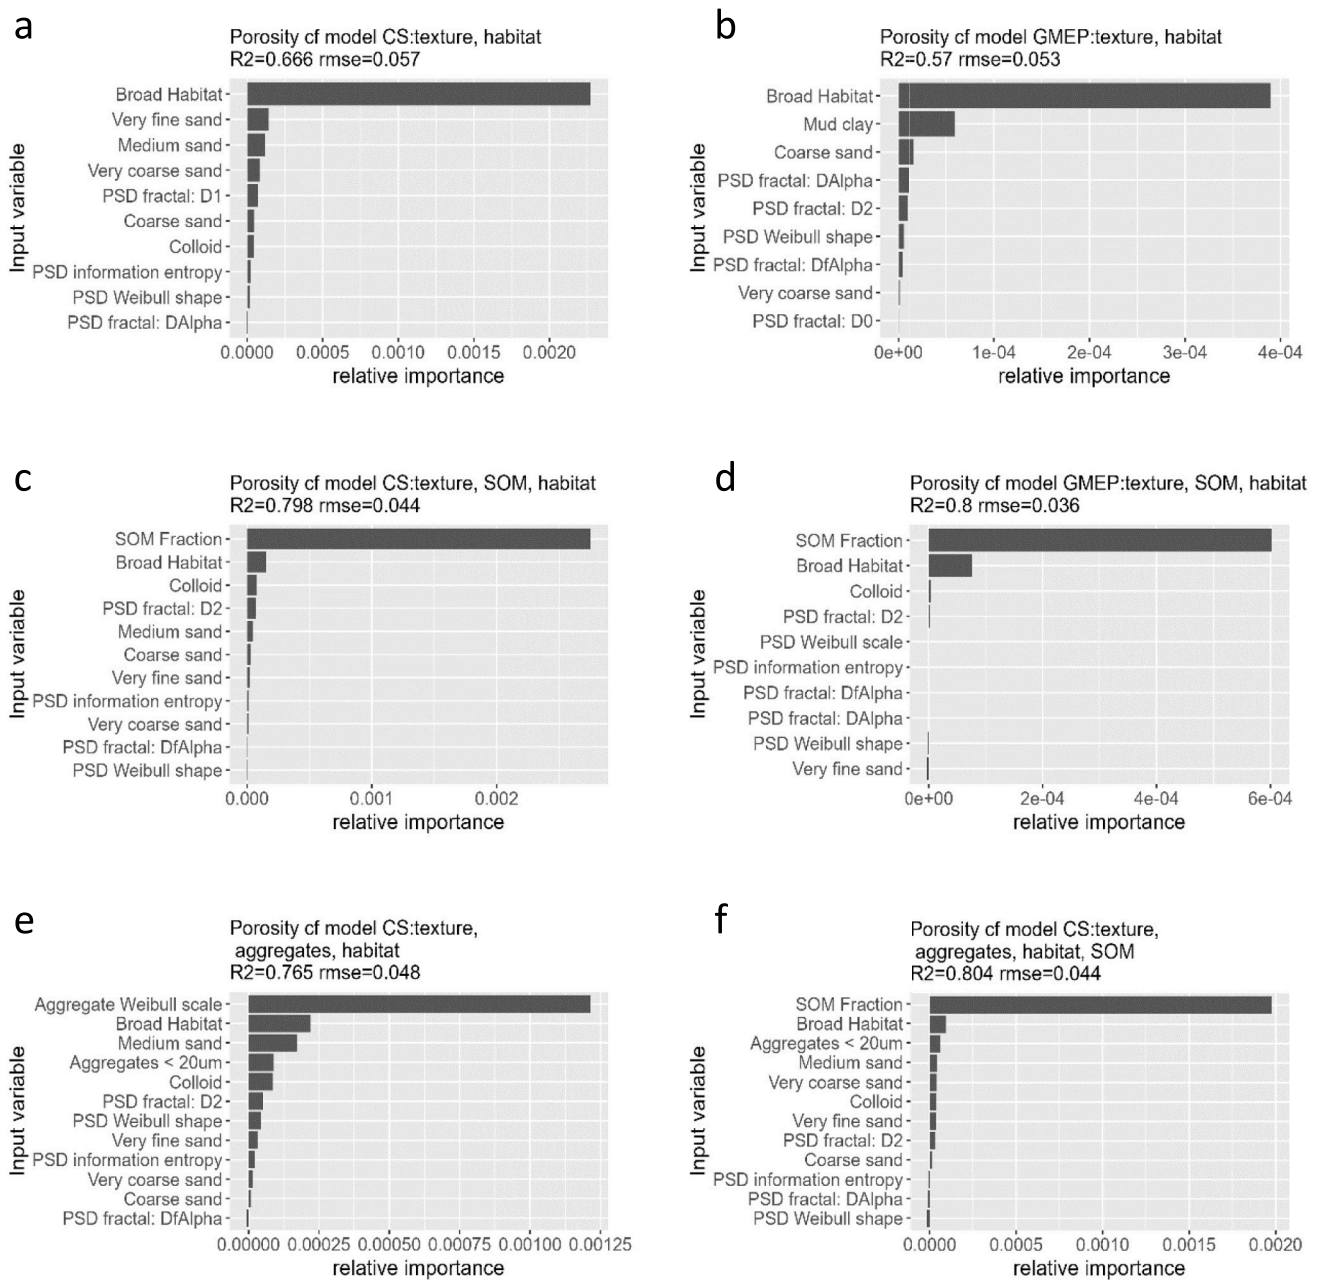 a
Porosity cf model CS:texture, habitat
R2=0.666 rmse=0.057
Input variable
Broad Habitat
Very fine sand
Medium sand
Very coarse sand
PSD fractal: D1
Coarse sand
Colloid
PSD information entropy
PSD Weibull shape
PSD fractal: DAlpha
0.0000 0.0005 0.0010 0.0015 0.0020
relative importance
b
Porosity cf model GMEP:texture, habitat
R2=0.57 rmse=0.053
Input variable
Broad Habitat
Mud clay
Coarse sand
PSD fractal: DAlpha
PSD fractal: D2
PSD Weibull shape
PSD fractal: DfAlpha
Very coarse sand
PSD fractal: D0
0e+00 1e-04 2e-04 3e-04 4e-04
relative importance
c
Porosity cf model CS:texture, SOM, habitat
R2=0.798 rmse=0.044
Input variable
SOM Fraction
Broad Habitat
Colloid
PSD fractal: D2
Medium sand
Coarse sand
Very fine sand
PSD information entropy
Very coarse sand
PSD fractal: DfAlpha
PSD Weibull shape
0.000 0.001 0.002
relative importance
d
Porosity cf model GMEP:texture, SOM, habitat
R2=0.8 rmse=0.036
Input variable
SOM Fraction
Broad Habitat
Colloid
PSD fractal: D2
PSD Weibull scale
PSD information entropy
PSD fractal: DfAlpha
PSD fractal: DAlpha
PSD Weibull shape
Very fine sand
0e+00 2e-04 4e-04 6e-04
relative importance
e
Porosity cf model CS:texture,
aggregates, habitat
R2=0.765 rmse=0.048
Input variable
Aggregate Weibull scale
Broad Habitat
Medium sand
Aggregates < 20um
Colloid
PSD fractal: D2
PSD Weibull shape
Very fine sand
PSD information entropy
Very coarse sand
Coarse sand
PSD fractal: DfAlpha
0.00000 0.00025 0.00050 0.00075 0.00100 0.00125
relative importance
f
Porosity cf model CS:texture,
aggregates, habitat, SOM
R2=0.804 rmse=0.044
Input variable
SOM Fraction
Broad Habitat
Aggregates < 20um
Medium sand
Very coarse sand
Colloid
Very fine sand
PSD fractal: D2
Coarse sand
PSD information entropy
PSD fractal: DAlpha
PSD Weibull shape
0.0000 0.0005 0.0010 0.0015 0.0020
relative importance